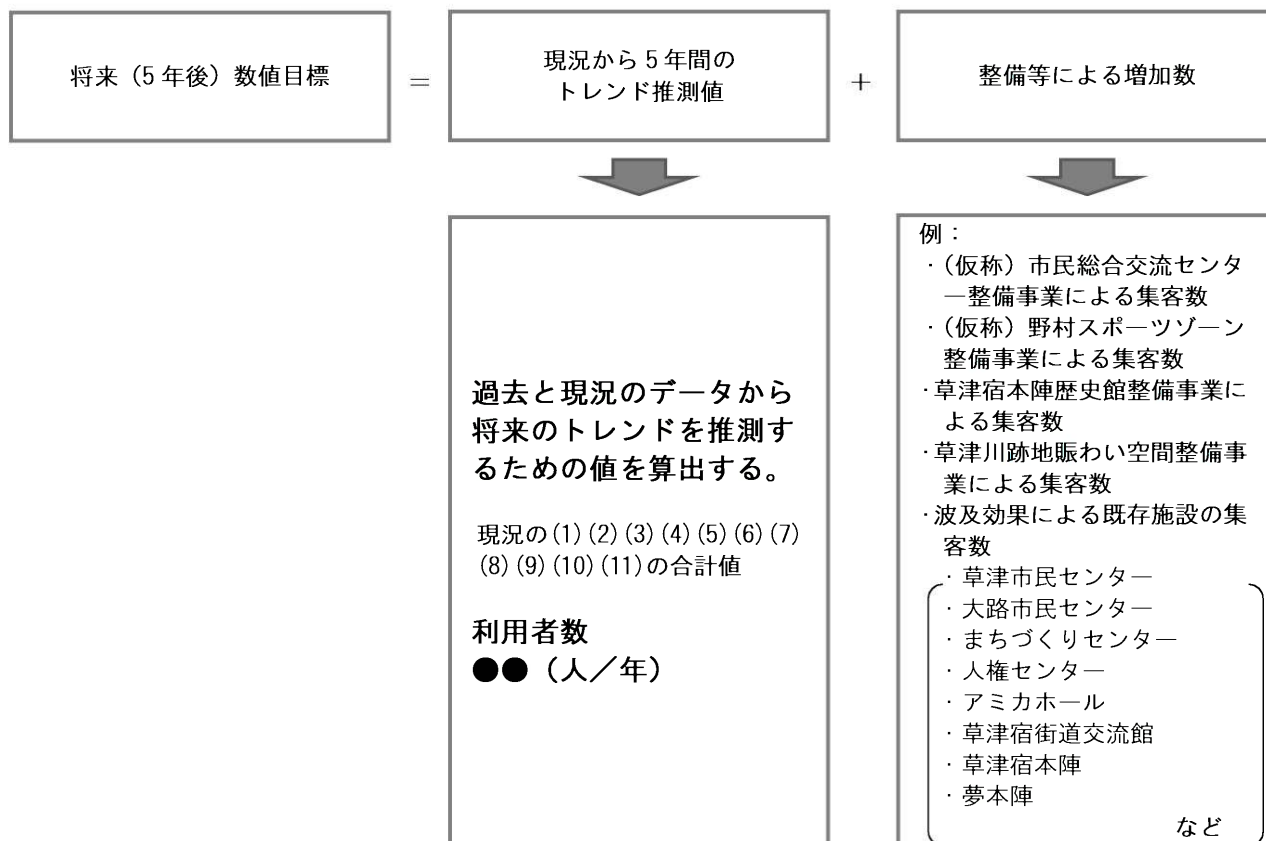 将来（5年後）数値目標
＝
現況から5年間の
トレンド推測値
＋
整備等による増加数
過去と現況のデータから
将来のトレンドを推測す
るための値を算出する。
現況の(1)(2)(3)(4)(5)(6)(7)
(8)(9)(10)(11)の合計値
利用者数
●●（人／年）
例：
・（仮称）市民総合交流センタ
ー整備事業による集客数
・（仮称）野村スポーツゾーン
整備事業による集客数
・草津宿本陣歴史館整備事業に
よる集客数
・草津川跡地賑わい空間整備事
業による集客数
・波及効果による既存施設の集
客数
・草津市民センター
・大路市民センター
・まちづくりセンター
・人権センター
・アミカホール
・草津宿街道交流館
・草津宿本陣
・夢本陣
など